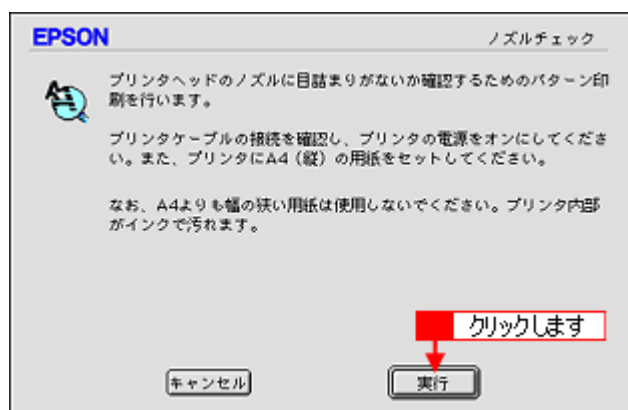 EPSON
ノズルチェック
プリンタヘッドのノズルに目詰まりがないか確認するためのパターン印
刷を行います。
プリンタケーブルの接続を確認し、プリンタの電源をオンにしてくださ
い。また、プリンタにA4（縦）の用紙をセットしてください。
なお、A4よりも幅の狭い用紙は使用しないでください。プリンタ内部
がインクで汚れます。
クリックします
キャンセル
実行